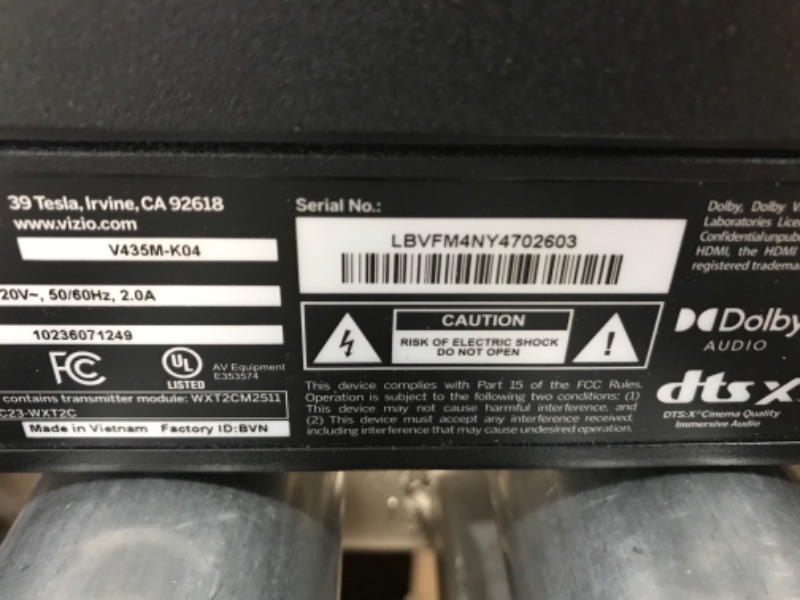 39 Tesla, Irvine, CA 92618
www.vizio.com
V435M-K04
20V~, 50/60Hz, 2.0A
10236071249
FC
UL
LISTED
AV Equipment
E353574
contains transmitter module: WXT2CM2511
C23-WXT2C
Made in Vietnam Factory ID:BVN
Serial No.:
LBVFM4NY4702603
CAUTION
RISK OF ELECTRIC SHOCK
DO NOT OPEN
This device complies with Part 15 of the FCC Rules.
Operation is subject to the following two conditions: (1)
This device may not cause harmful interference, and
(2) This device must accept any interference received,
including interference that may cause undesired operation.
Dolby, Dolby V
Laboratories Lice
Confidential unpub
HDMI, the HDMI
registered tradema
Dolby
AUDIO
dts X
DTS:X® Cinema Quality
Immersive Audio